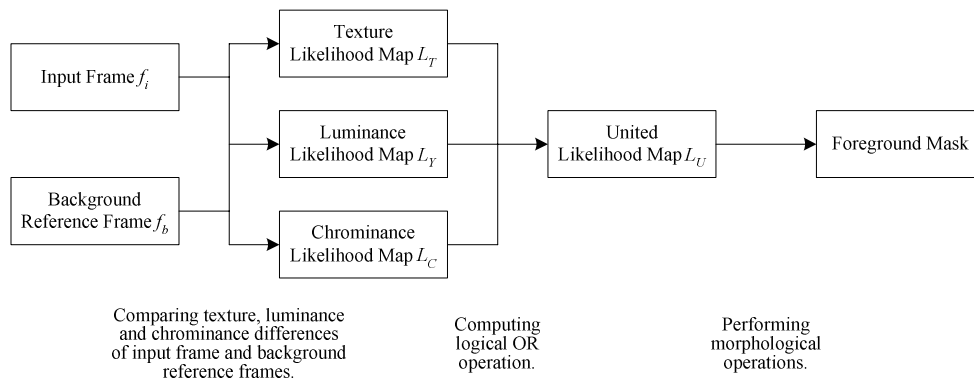 Input Frame f_i
Background
Reference Frame f_b
Texture
Likelihood Map L_T
Luminance
Likelihood Map L_Y
Chrominance
Likelihood Map L_C
United
Likelihood Map L_U
Foreground Mask
Comparing texture, luminance
and chrominance differences
of input frame and background
reference frames.
Computing
logical OR
operation.
Performing
morphological
operations.